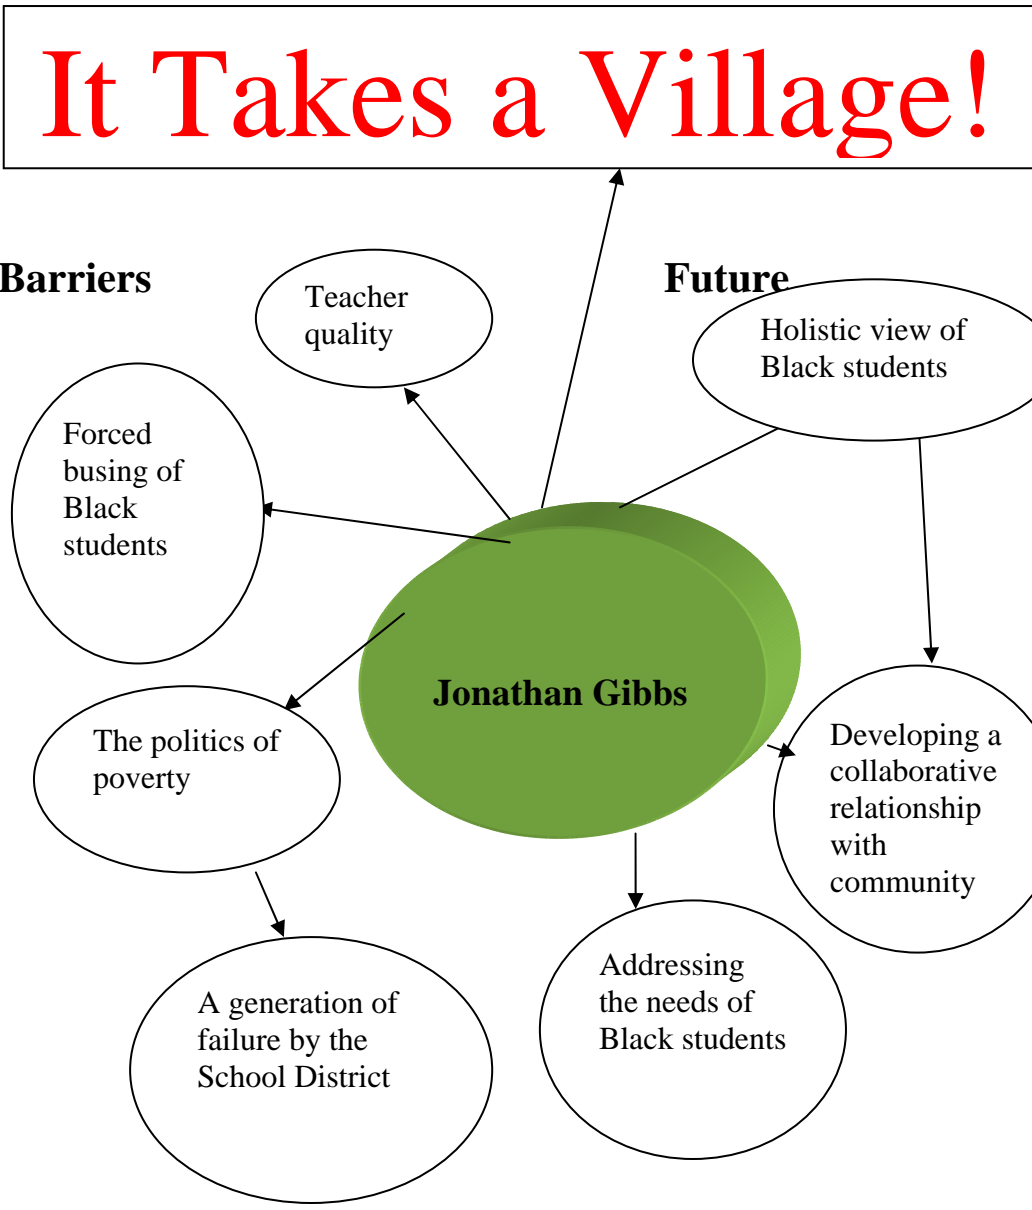 It Takes a Village!
Barriers
Future
Teacher
quality
Holistic view of
Black students
Forced
busing of
Black
students
Jonathan Gibbs
The politics of
poverty
Developing a
collaborative
relationship
with
community
Addressing
the needs of
Black students
A generation of
failure by the
School District